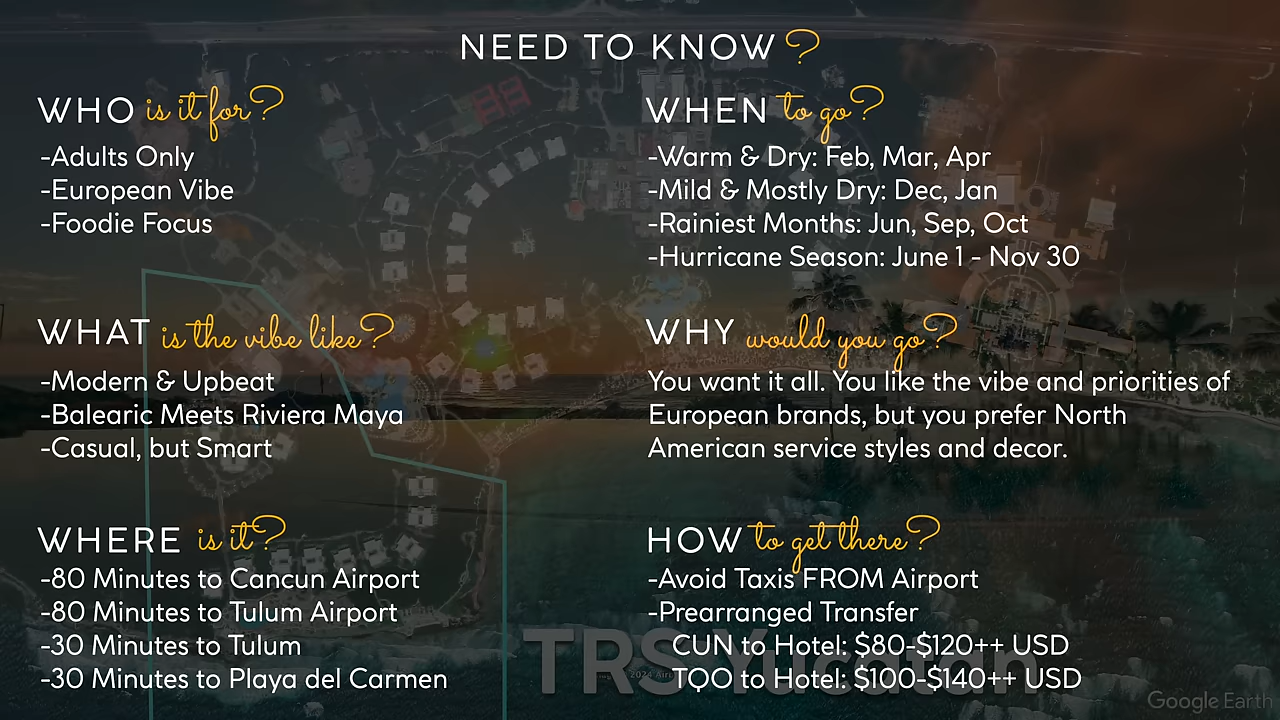 NEED TO KNOW?
WHO is it for?
-Adults Only
-European Vibe
-Foodie Focus
WHAT is the vibe like?
-Modern & Upbeat
-Balearic Meets Riviera Maya
-Casual, but Smart
WHERE is it?
-80 Minutes to Cancun Airport
-80 Minutes to Tulum Airport
-30 Minutes to Tulum
-30 Minutes to Playa del Carmen
WHEN to go?
-Warm & Dry: Feb, Mar, Apr
-Mild & Mostly Dry: Dec, Jan
-Rainiest Months: Jun, Sep, Oct
-Hurricane Season: June 1 - Nov 30
WHY would you go?
You want it all. You like the vibe and priorities of
European brands, but you prefer North
American service styles and decor.
HOW to get there?
-Avoid Taxis FROM Airport
-Prearranged Transfer
CUN to Hotel: $80-$120++ USD
TQO to Hotel: $100-$140++ USD
TRS Yucatan
2024
Google Earth